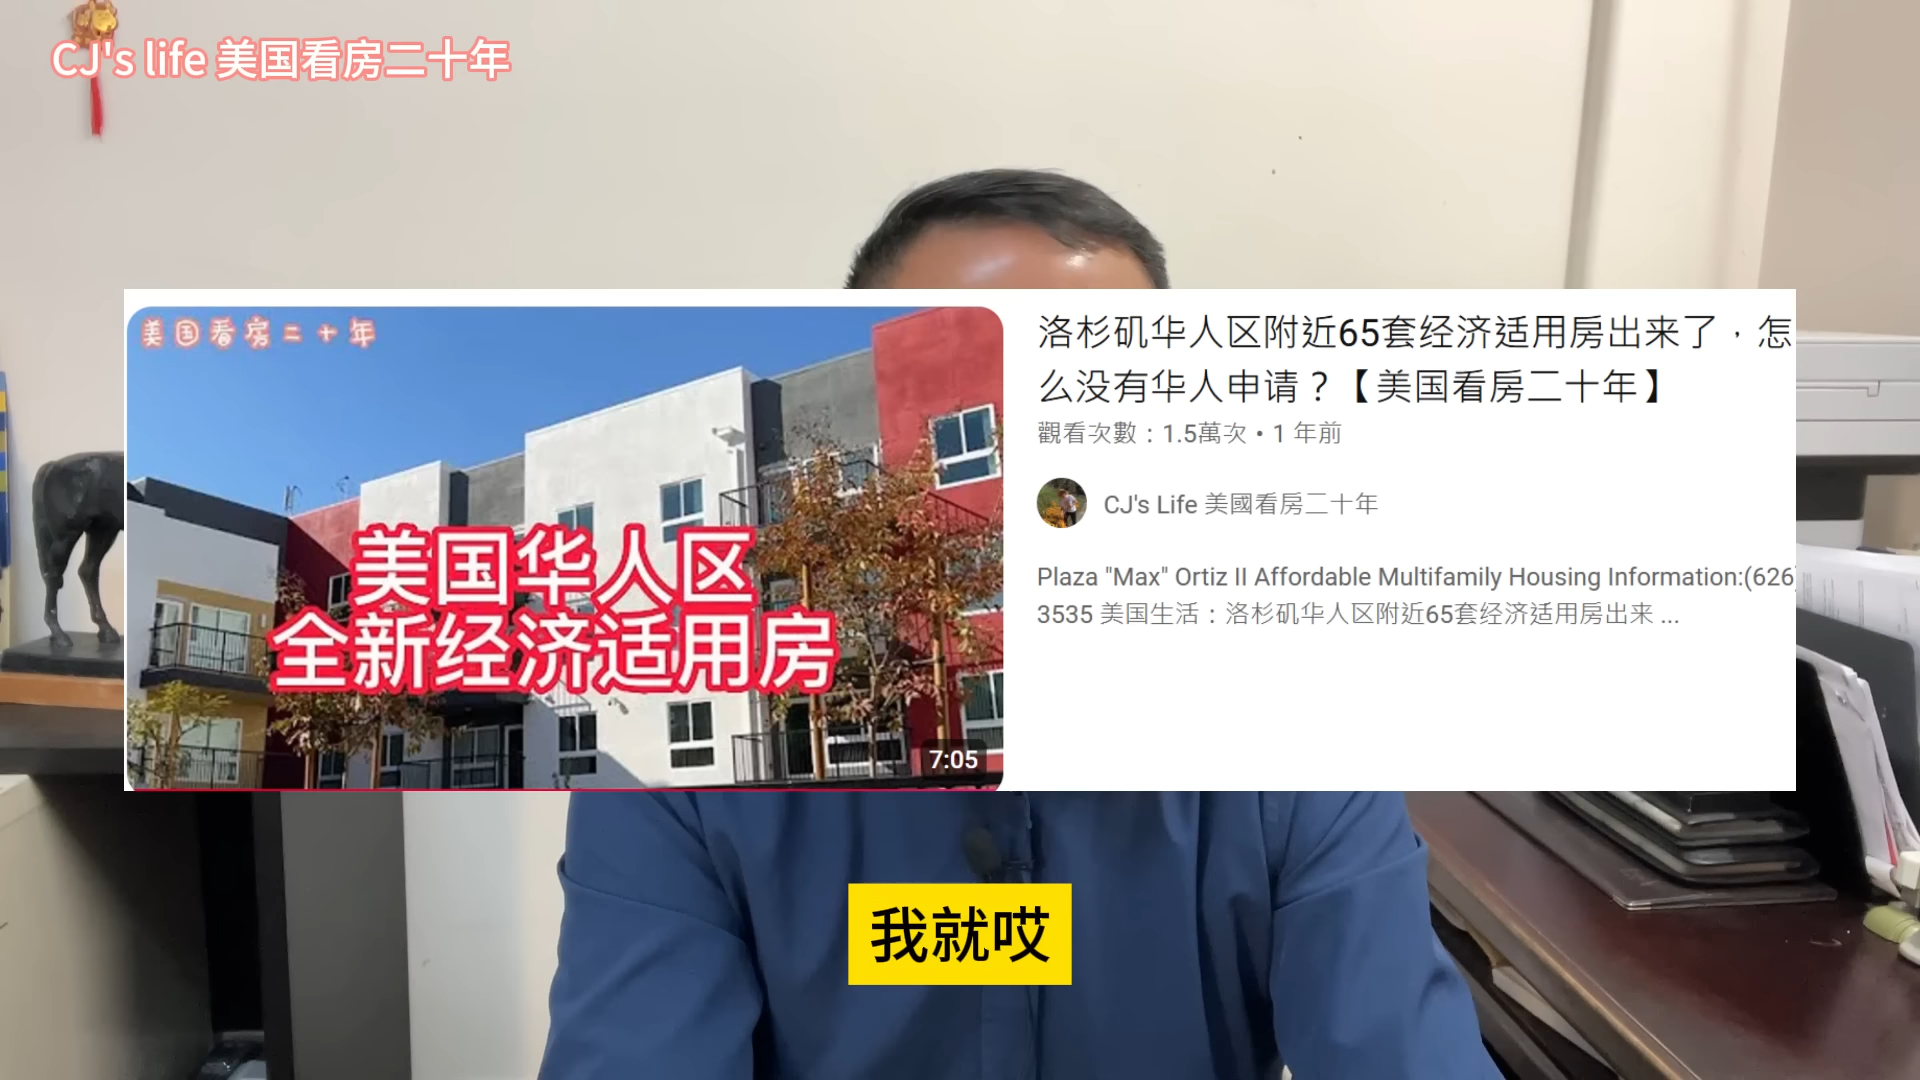 CJ's life 美国看房二十年
美国看房二十年
美国华人区
全新经济适用房
7:05
洛杉矶华人区附近65套经济适用房出来了，怎
么没有华人申请？【美国看房二十年】
觀看次數：1.5萬次 • 1 年前
CJ's Life 美國看房二十年
Plaza "Max" Ortiz II Affordable Multifamily Housing Information:(626)
3535 美国生活：洛杉矶华人区附近65套经济适用房出来 ...
我就哎